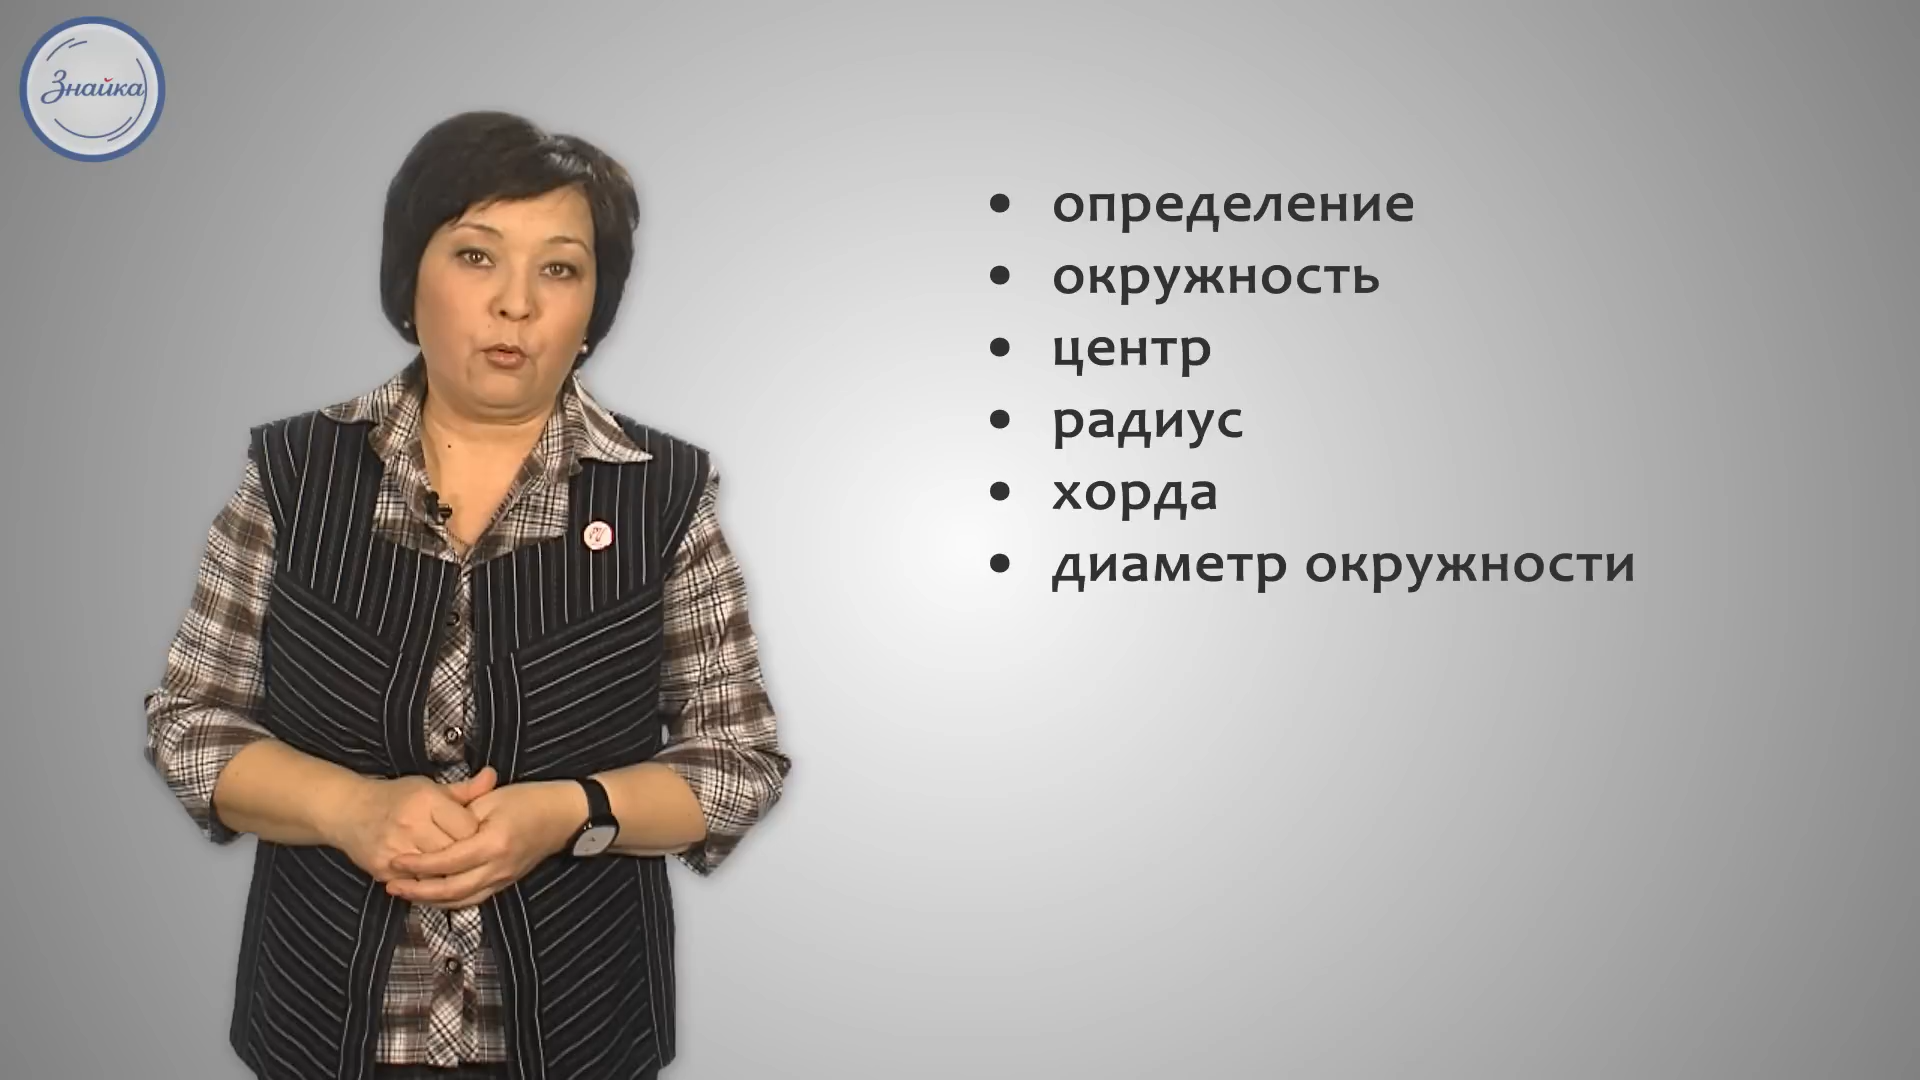 Знайка
• определение
• окружность
• центр
• радиус
• хорда
• диаметр окружности